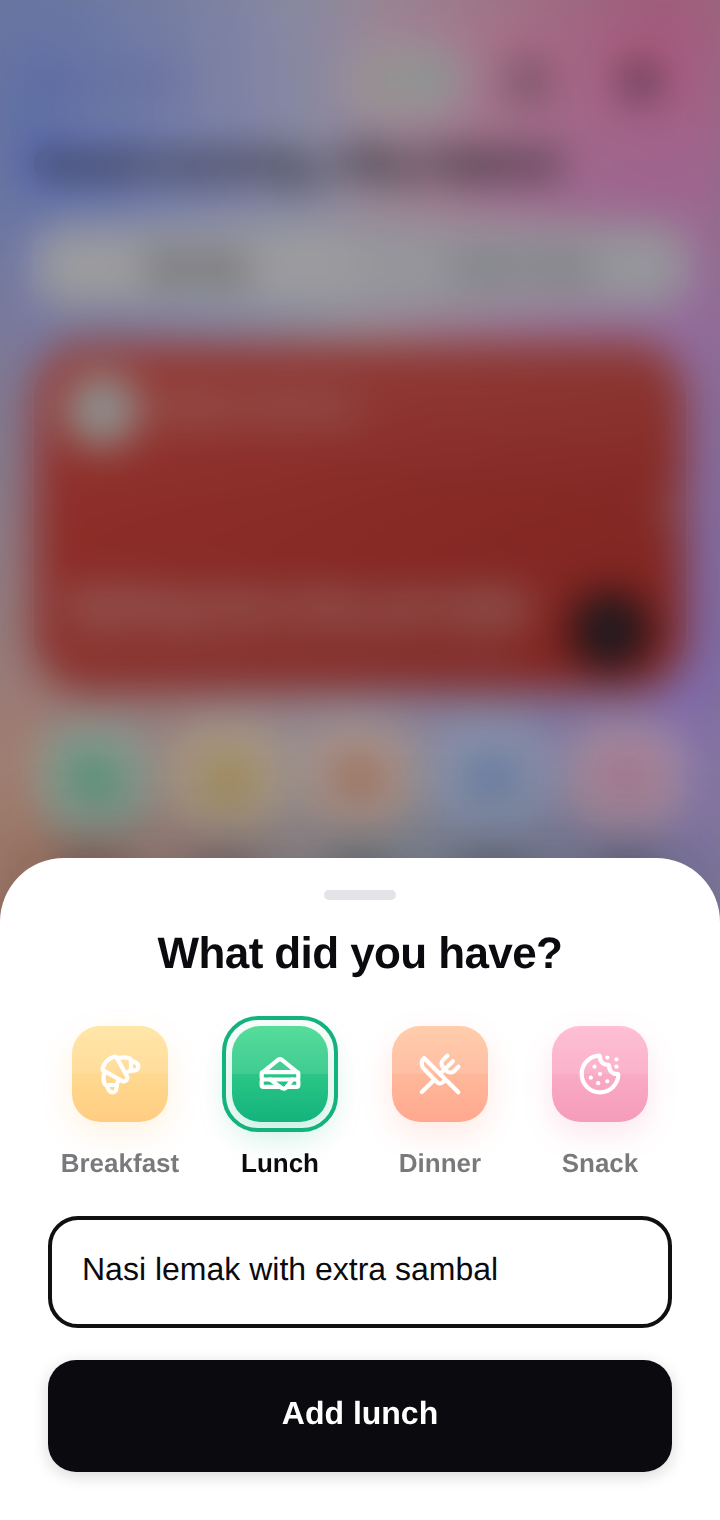 What did you have?
Breakfast
Lunch
Dinner
Snack
Nasi lemak with extra sambal
Add lunch